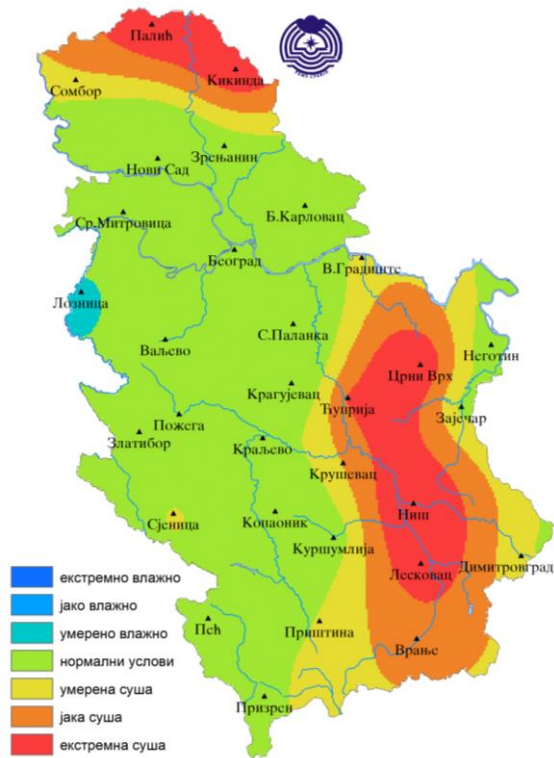 Палић
Кикинда
Сомбор
Зрењанин
Нови Сад
Б.Карловац
Ср.Митровица
Београд
В.Градиште
Лозница
С.Паланка
Ваљево
Неготин
Црни Врх
Крагујевац
Ћуприја
Зајечар
Пожега
Златибор
Краљево
Крушевац
Ниш
Сјеница
Копаоник
Куршумлија
Димитровград
Лесковац
Пећ
Приштина
Врање
Призрен
екстремно влажно
јако влажно
умерено влажно
нормални услови
умерена суша
јака суша
екстремна суша